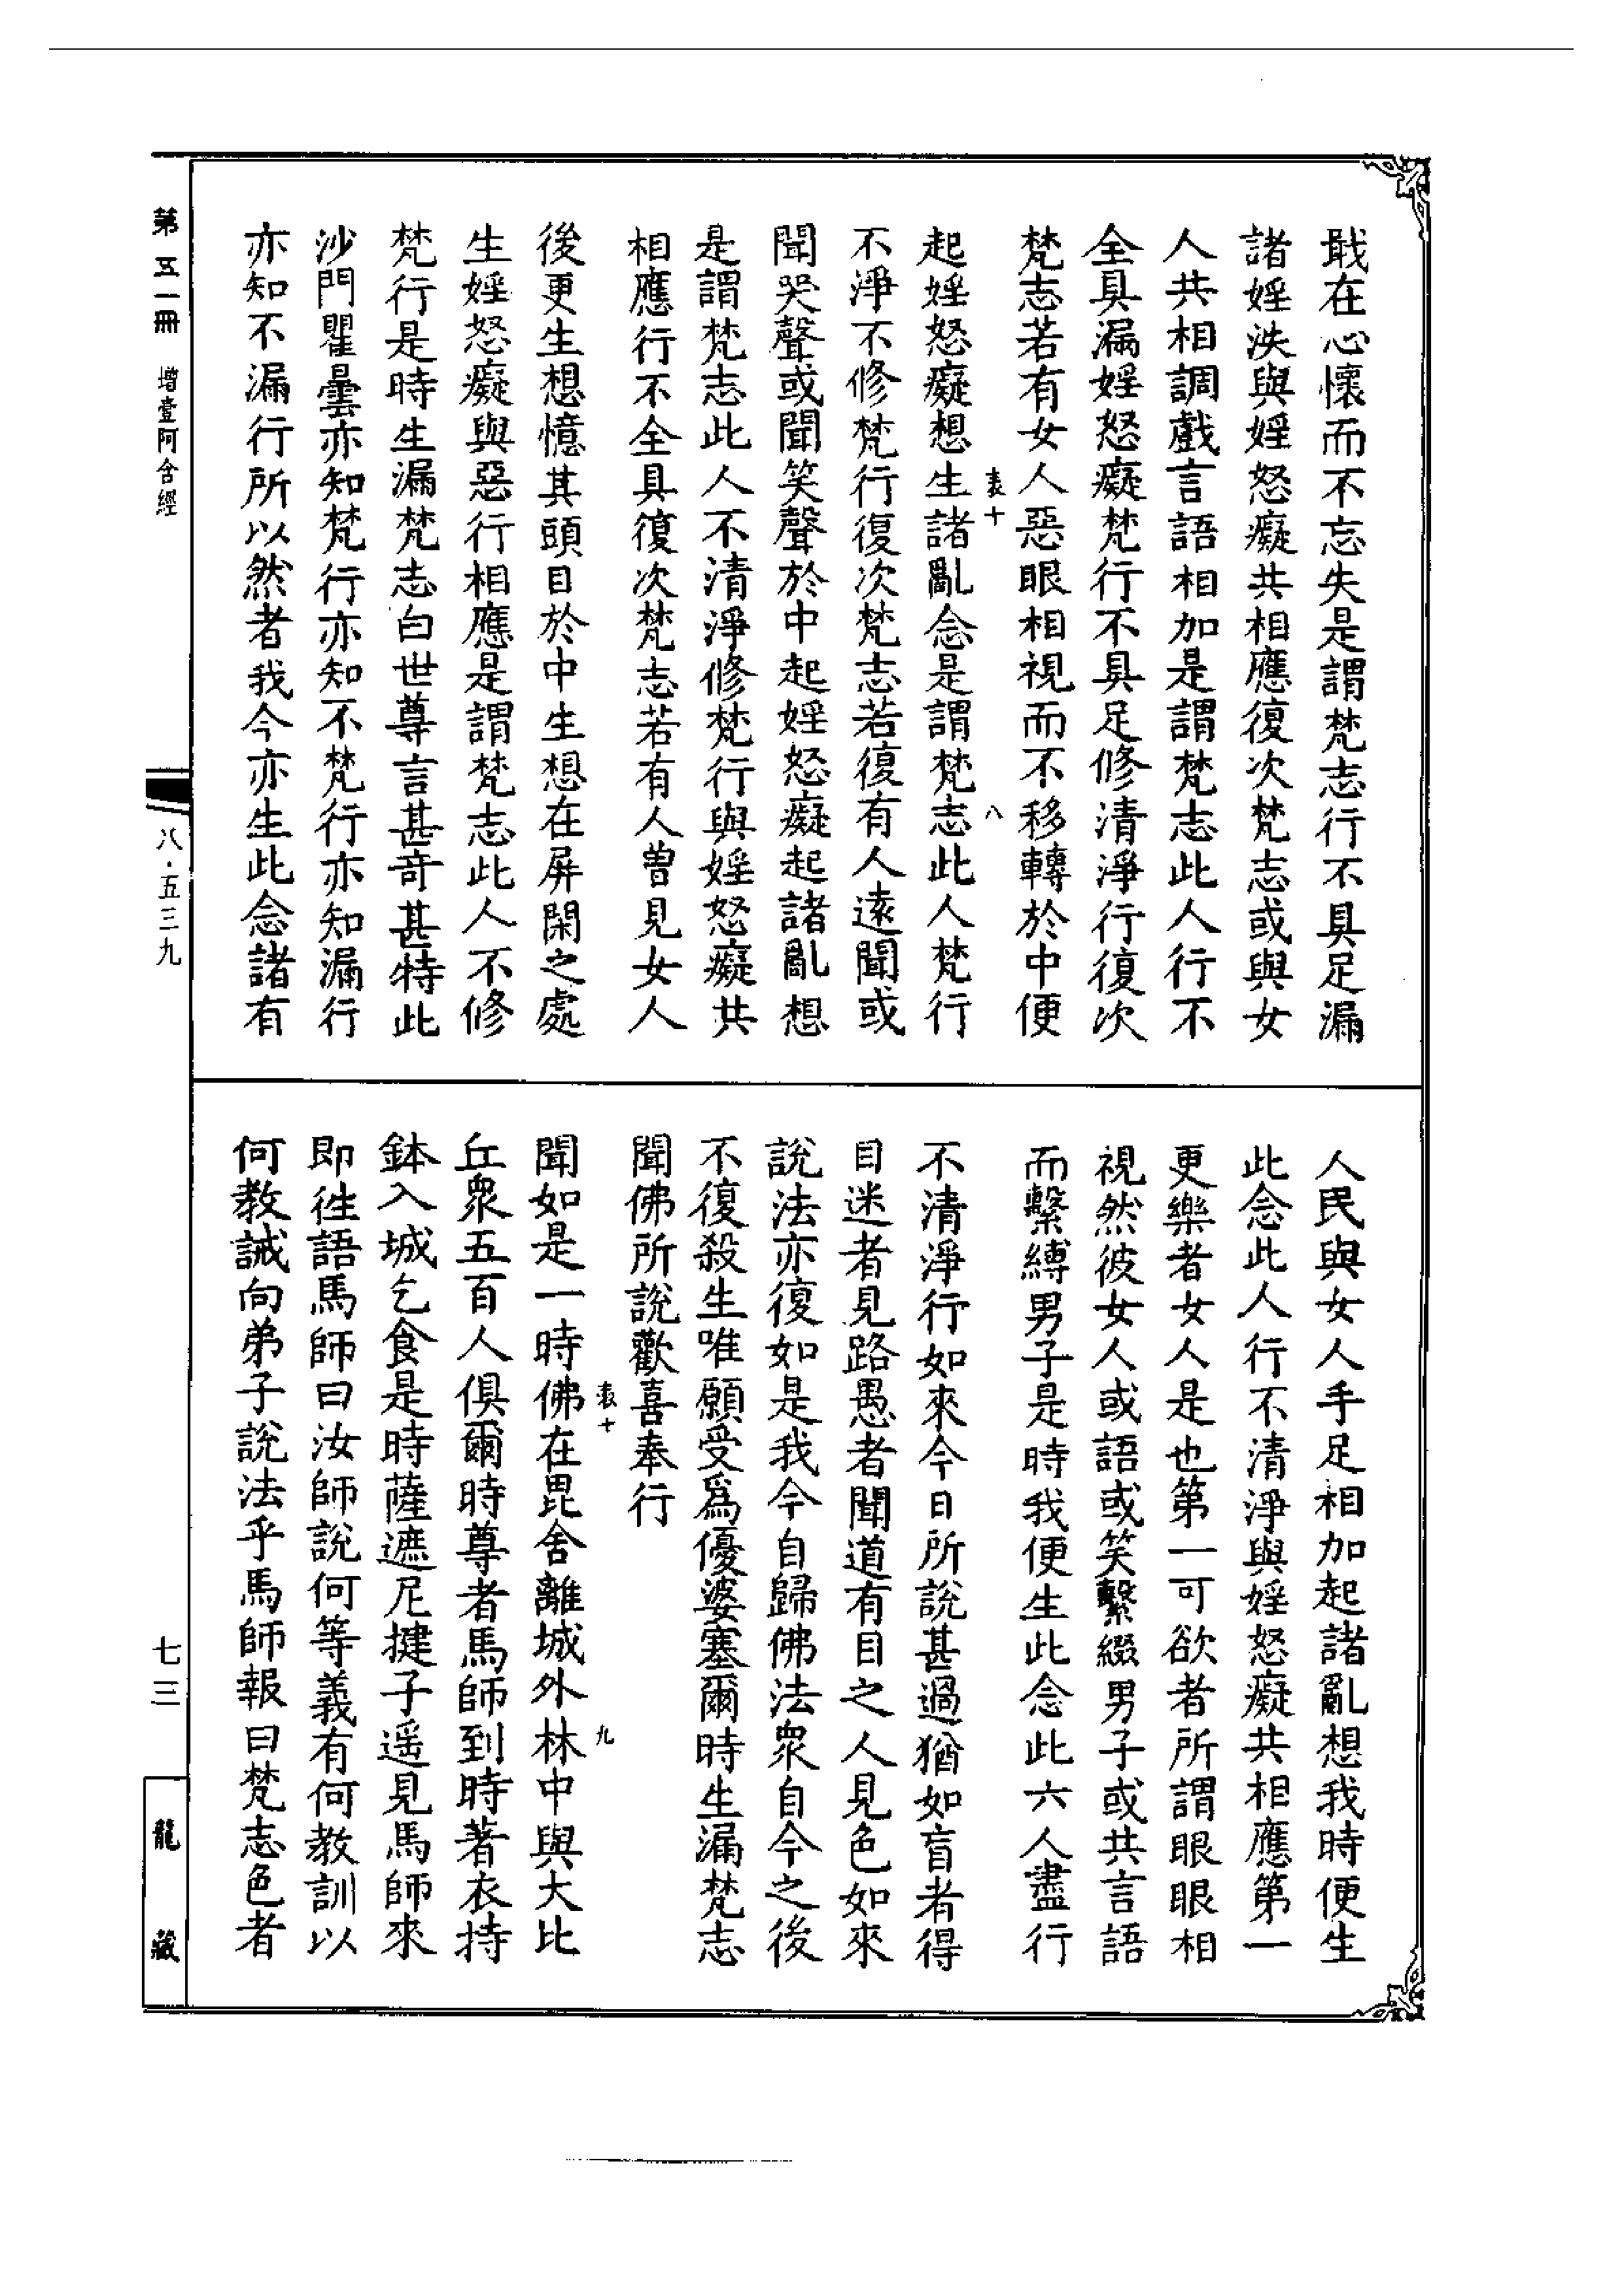 戢在心懷而不忘失是謂梵志行不具足漏
諸婬泆與婬怒癡共相應復次梵志或與女
人共相調戲言語相加是謂梵志此人行不
全具漏婬怒癡梵行不具足修清淨行復次
梵志若有女人惡眼相視而不移轉於中便
表十
八
起婬怒癡想生諸亂念是謂梵志此人梵行
不淨不修梵行復次梵志若復有人遠聞或
聞哭聲或聞笑聲於中起婬怒癡起諸亂想
是謂梵志此人不清淨修梵行與婬怒癡共
相應行不全具復次梵志若有人曾見女人
後更生想憶其頭目於中生想在屏閑之處
生婬怒癡與惡行相應是謂梵志此人不修
梵行是時生漏梵志白世尊言甚奇甚特此
沙門瞿曇亦知梵行亦知不梵行亦知漏行
亦知不漏行所以然者我今亦生此念諸有
人民與女人手足相加起諸亂想我時便生
此念此人行不清淨與婬怒癡共相應第一
更樂者女人是也第一可欲者所謂眼眼相
視然彼女人或語或笑繫綴男子或共言語
而繫縛男子是時我便生此念此六人盡行
不清淨行如來今日所說甚過猶如盲者得
目迷者見路愚者聞道有目之人見色如來
說法亦復如是我今自歸佛法眾自今之後
不復殺生唯願受爲優婆塞爾時生漏梵志
聞佛所說歡喜奉行
表十
九
聞如是一時佛在毘舍離城外林中與大比
丘眾五百人俱爾時尊者馬師到時著衣持
鉢入城乞食是時薩遮尼揵子遥見馬師來
即往語馬師曰汝師說何等義有何教訓以
何教誡向弟子說法乎馬師報曰梵志色者
第五一冊
增壹阿含經
八·五三九
七三
龍藏